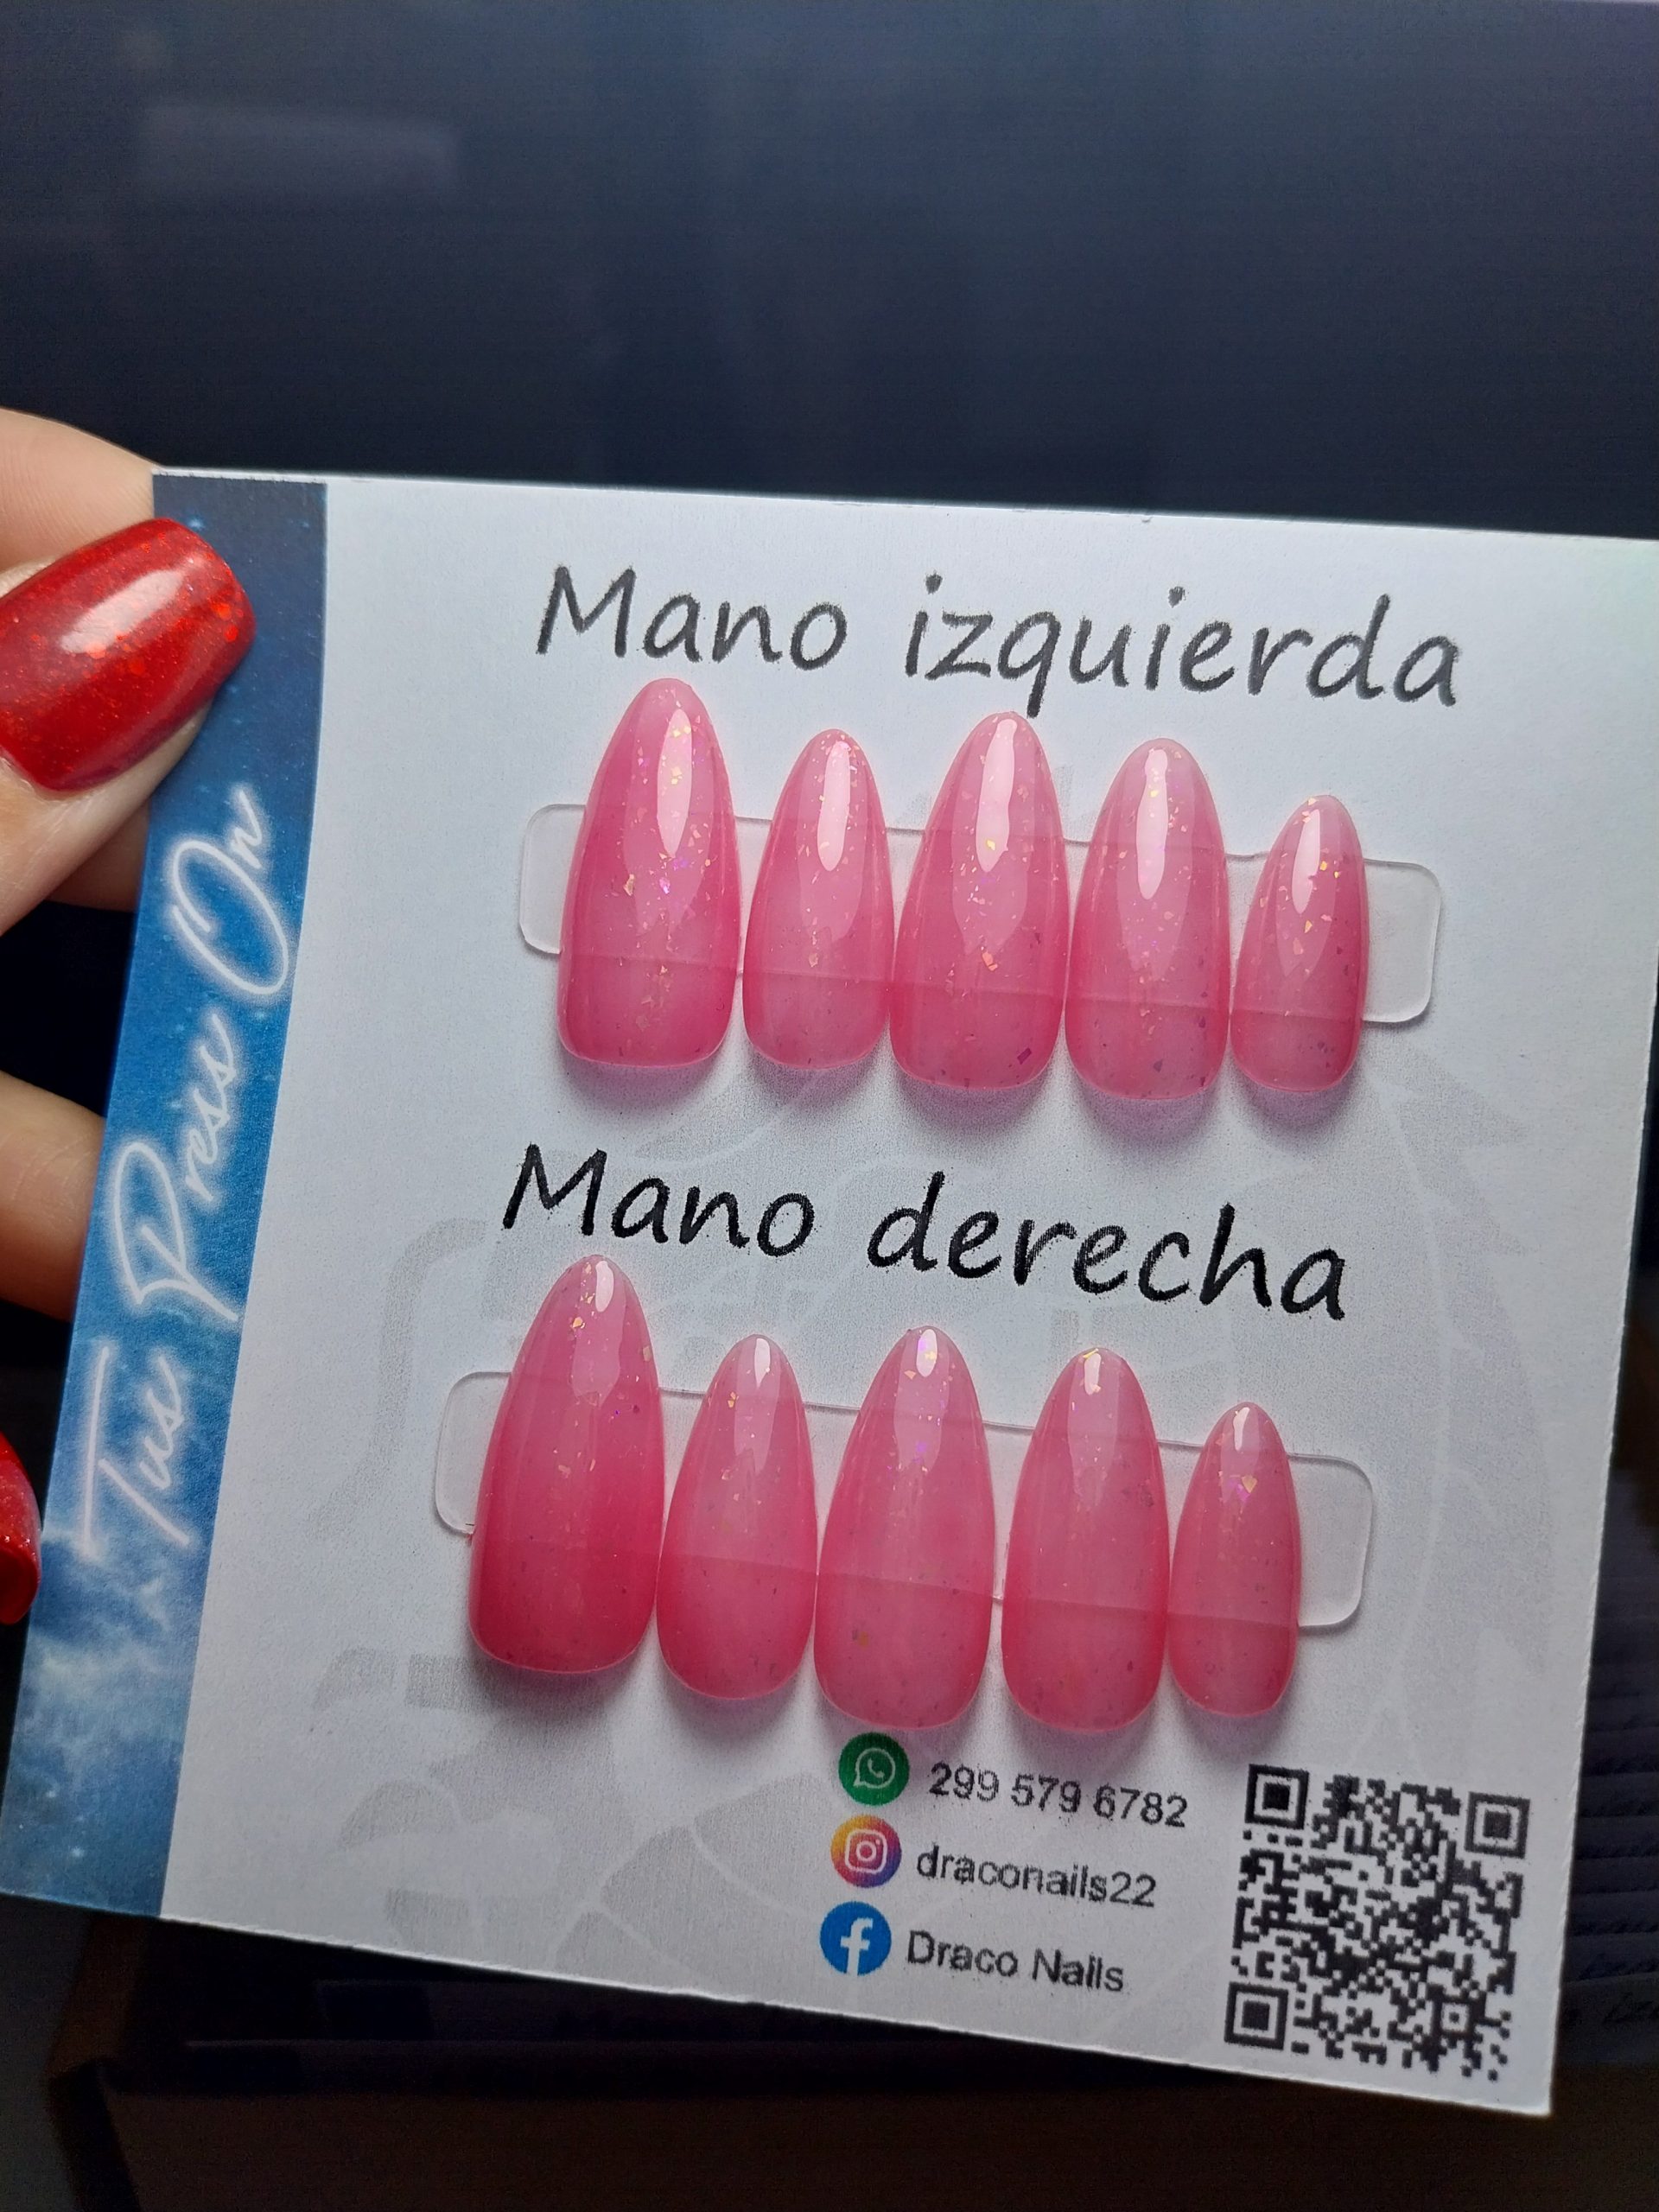 Tus Press On
Mano izquierda
Mano derecha
299 579 6782
draconails22
Draco Nails